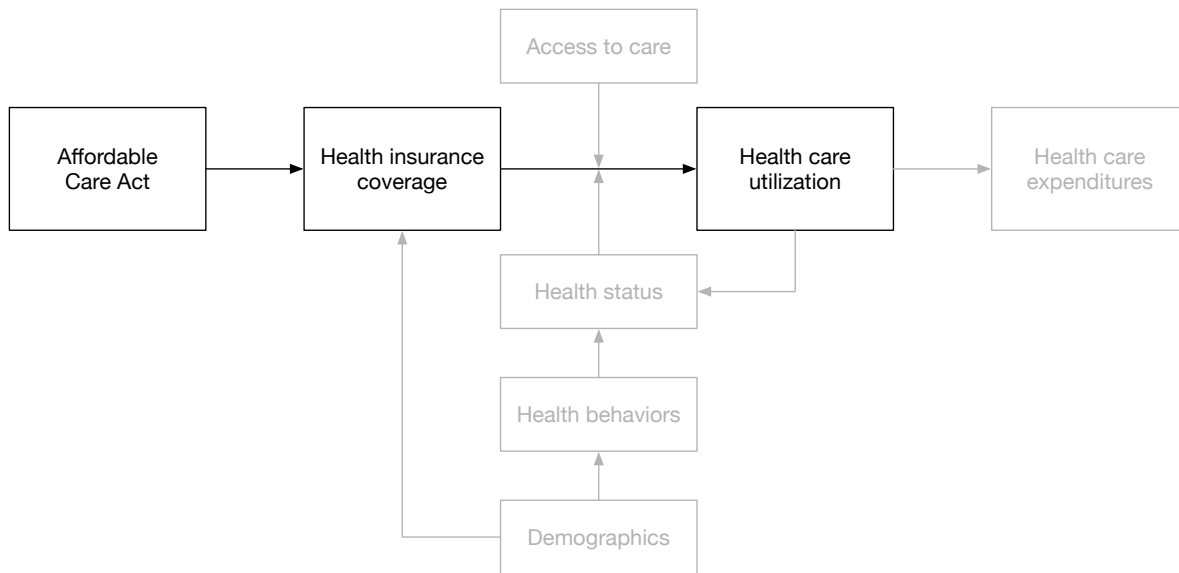 Access to care
Affordable
Care Act
Health insurance
coverage
Health care
utilization
Health care
expenditures
Health status
Health behaviors
Demographics